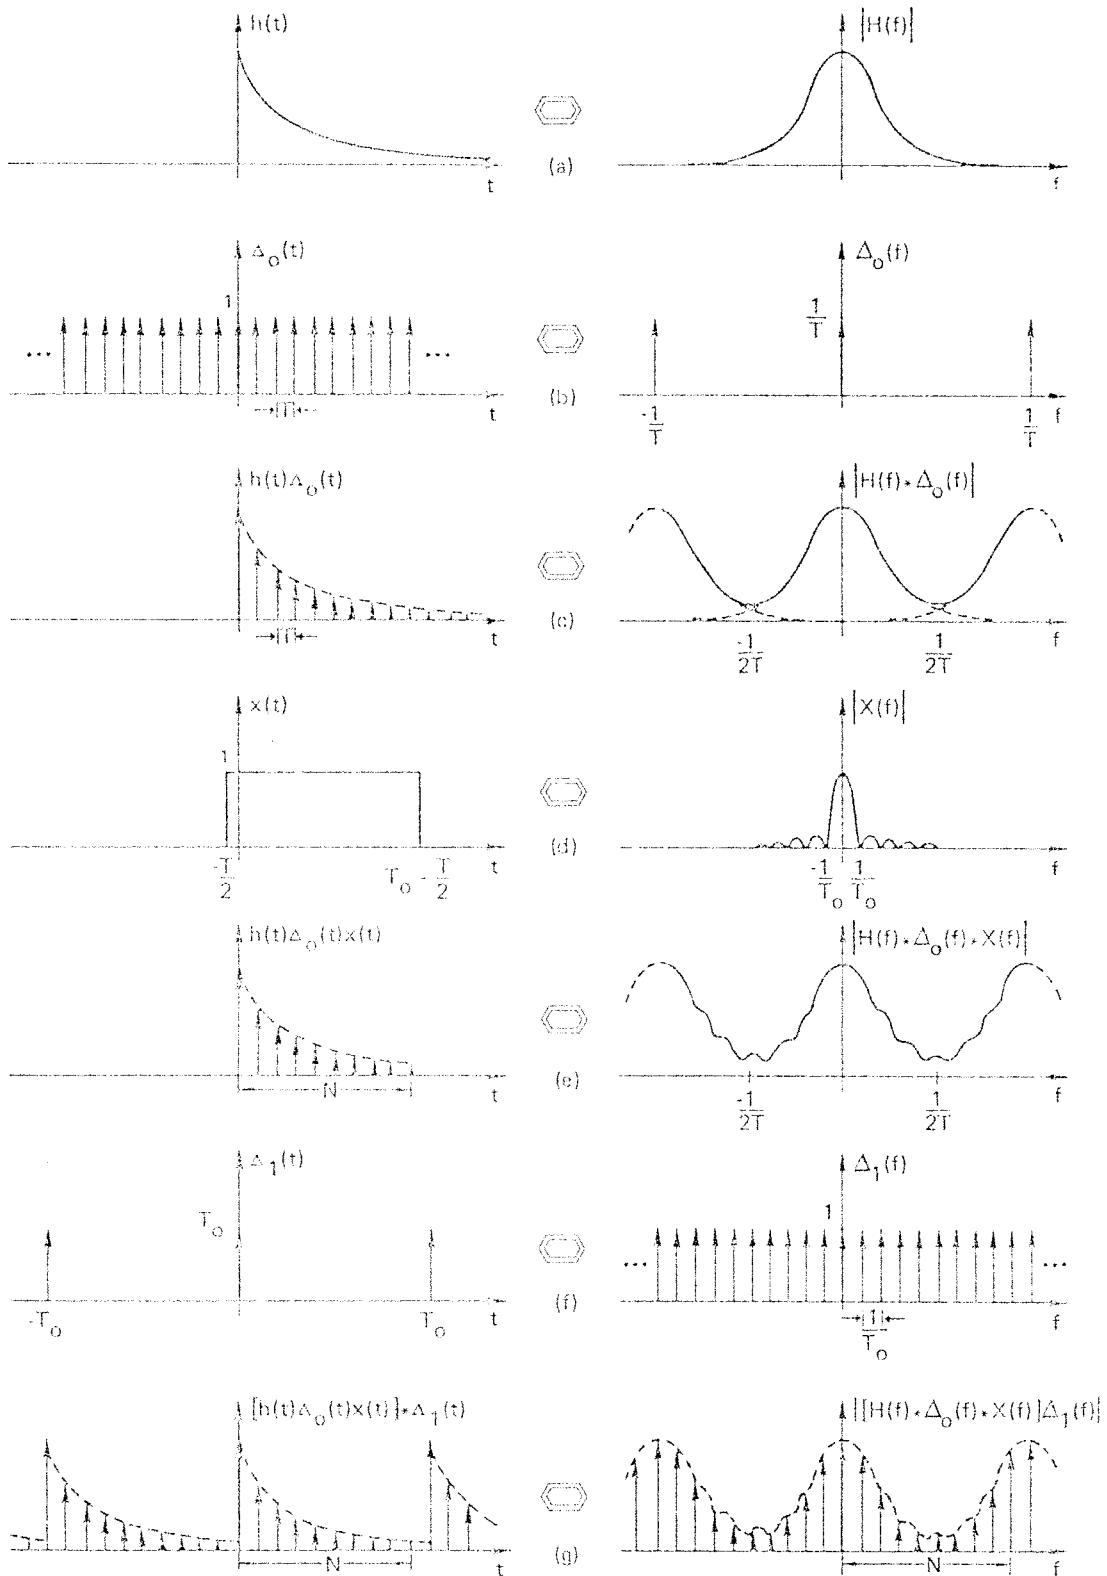 h(t)
|H(f)|
t
(a)
f
Δ₀(t)
Δ₀(f)
1
1/T
... ...
t
(b)
-1/T
1/T
f
T
h(t)Δ₀(t)
|H(f)*Δ₀(f)|
T
t
(c)
-1/2T
1/2T
f
x(t)
|X(f)|
1
-T/2
T₀ - T/2
t
(d)
-1/T₀
1/T₀
f
h(t)Δ₀(t)x(t)
|H(f)*Δ₀(f)*X(f)|
N
t
(e)
-1/2T
1/2T
f
Δ₁(t)
Δ₁(f)
T₀
1
... ...
-T₀
T₀
t
(f)
1/T₀
f
[h(t)Δ₀(t)x(t)]*Δ₁(t)
|[H(f)*Δ₀(f)*X(f)]Δ₁(f)|
N
t
(g)
N
f